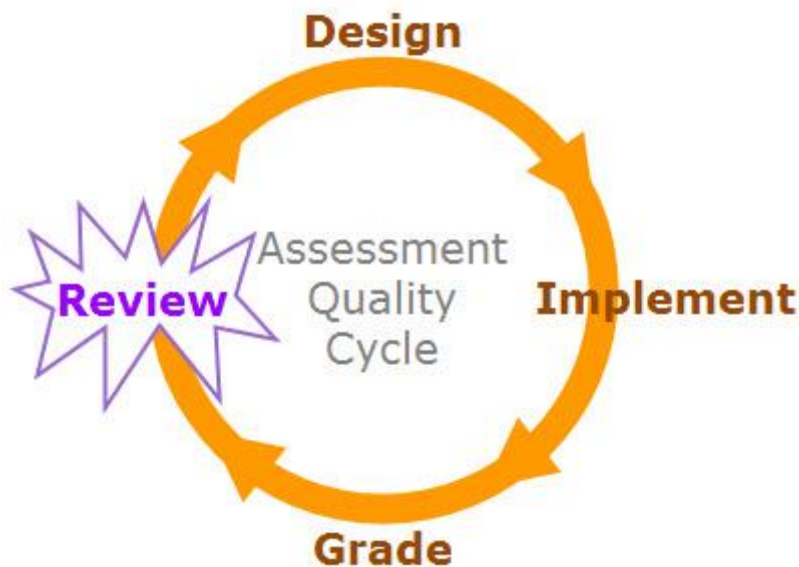 Design
Assessment
Quality
Cycle
Review
Implement
Grade